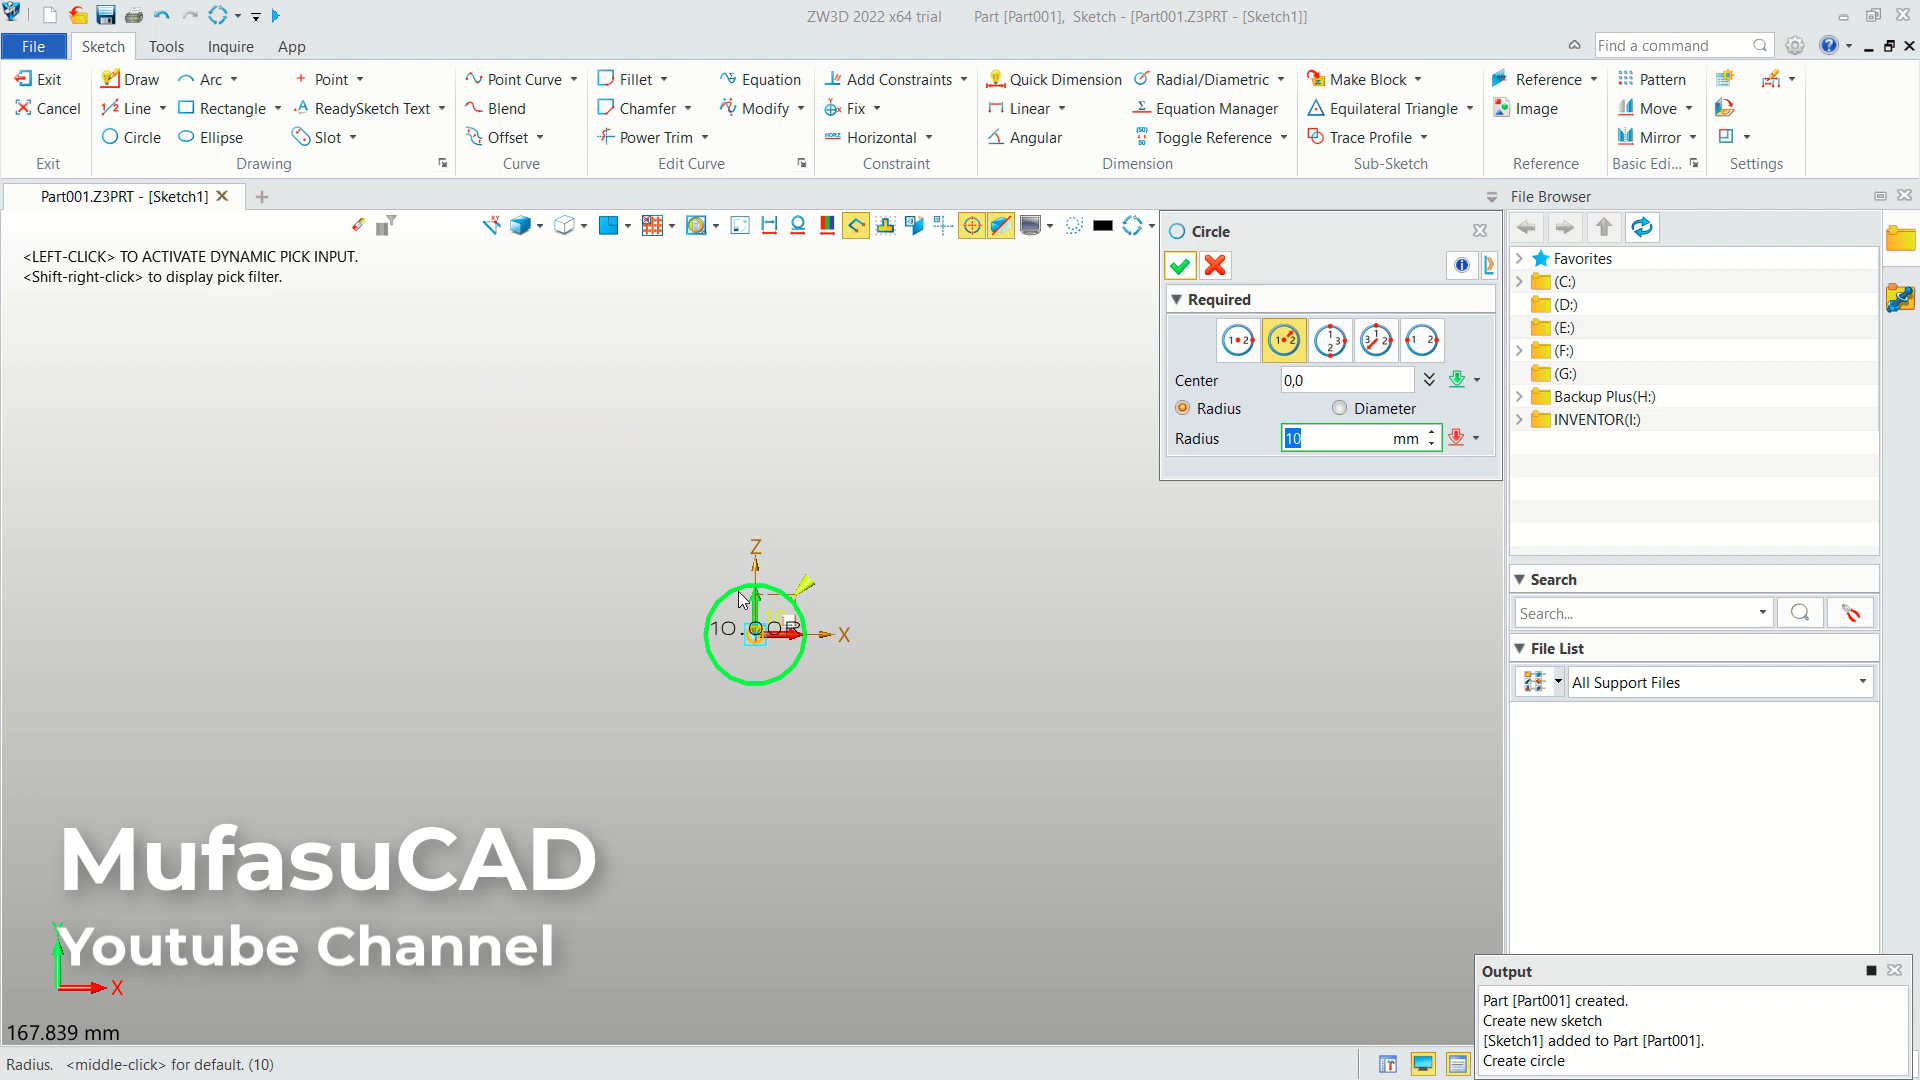 ZW3D 2022 x64 trial Part [Part001], Sketch - [Part001.Z3PRT - [Sketch1]]
File Sketch Tools Inquire App Find a command
Exit Draw Arc Point Point Curve Fillet Equation Add Constraints Quick Dimension Radial/Diametric Make Block Reference Pattern
Cancel Line Rectangle ReadySketch Text Blend Chamfer Modify Fix Linear Equation Manager Equilateral Triangle Image Move
Circle Ellipse Slot Offset Power Trim Horizontal Angular Toggle Reference Trace Profile Mirror
Exit Drawing Curve Edit Curve Constraint Dimension Sub-Sketch Reference Basic Edi... Settings
Part001.Z3PRT - [Sketch1]
<LEFT-CLICK> TO ACTIVATE DYNAMIC PICK INPUT.
<Shift-right-click> to display pick filter.
Circle
Required
Center 0,0
Radius Diameter
Radius 10 mm
Z
10.00R
X
File Browser
Favorites
(C:)
(D:)
(E:)
(F:)
(G:)
Backup Plus(H:)
INVENTOR(I:)
Search
Search...
File List
All Support Files
MufasuCAD
Youtube Channel
X
167.839 mm
Output
Part [Part001] created.
Create new sketch
[Sketch1] added to Part [Part001].
Create circle
Radius. <middle-click> for default. (10)